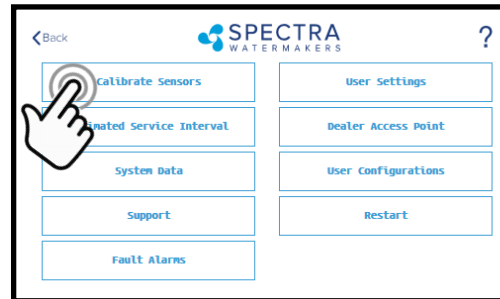 Back
SPECTRA
WATERMAKERS
?
Calibrate Sensors
User Settings
Service Interval
Dealer Access Point
System Data
User Configurations
Support
Restart
Fault Alarms